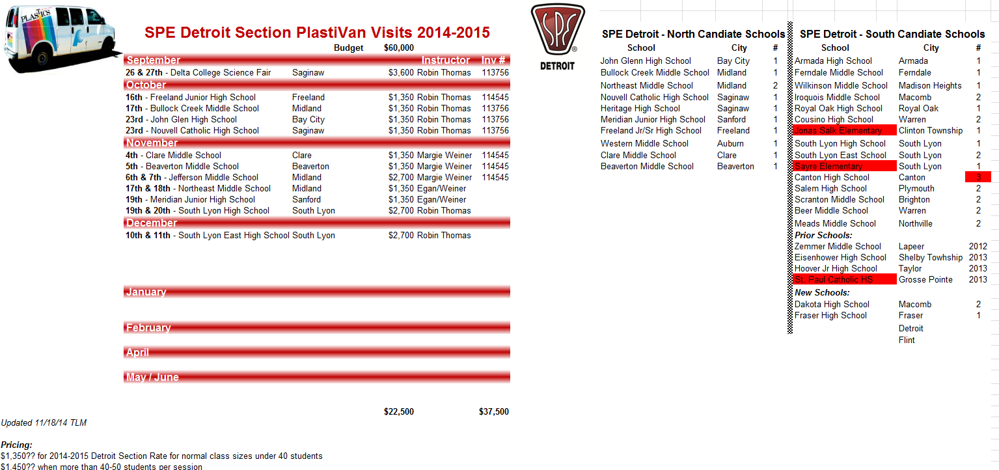 PLASTICS
SPE
®
DETROIT
SPE Detroit Section PlastiVan Visits 2014-2015
Budget $60,000
September Instructor Inv #
26 & 27th - Delta College Science Fair Saginaw $3,600 Robin Thomas 113756
October
16th - Freeland Junior High School Freeland $1,350 Robin Thomas 114545
17th - Bullock Creek Middle School Midland $1,350 Robin Thomas 113756
23rd - John Glen High School Bay City $1,350 Robin Thomas 113756
23rd - Nouvell Catholic High School Saginaw $1,350 Robin Thomas 113756
November
4th - Clare Middle School Clare $1,350 Margie Weiner 114545
5th - Beaverton Middle School Beaverton $1,350 Margie Weiner 114545
6th & 7th - Jefferson Middle School Midland $2,700 Margie Weiner 114545
17th & 18th - Northeast Middle School Midland $1,350 Egan/Weiner
19th - Meridian Junior High School Sanford $1,350 Egan/Weiner
19th & 20th - South Lyon High School South Lyon $2,700 Robin Thomas
December
10th & 11th - South Lyon East High School South Lyon $2,700 Robin Thomas
January
February
April
May / June
$22,500 $37,500
Updated 11/18/14 TLM
Pricing:
$1,350?? for 2014-2015 Detroit Section Rate for normal class sizes under 40 students
$1,450?? when more than 40-50 students per session
SPE Detroit - North Candiate Schools
School City #
John Glenn High School Bay City 1
Bullock Creek Middle School Midland 1
Northeast Middle School Midland 2
Nouvell Catholic High School Saginaw 1
Heritage High School Saginaw 1
Meridian Junior High School Sanford 1
Freeland Jr/Sr High School Freeland 1
Western Middle School Auburn 1
Clare Middle School Clare 1
Beaverton Middle School Beaverton 1
SPE Detroit - South Candiate Schools
School City #
Armada High School Armada 1
Ferndale Middle School Ferndale 1
Wilkinson Middle School Madison Heights 1
Iroquois Middle School Macomb 2
Royal Oak High School Royal Oak 1
Cousino High School Warren 2
Jonas Salk Elementary Clinton Township 1
South Lyon High School South Lyon 1
South Lyon East School South Lyon 2
Sayre Elementary South Lyon 1
Canton High School Canton 3
Salem High School Plymouth 2
Scranton Middle School Brighton 2
Beer Middle School Warren 2
Meads Middle School Northville 2
Prior Schools:
Zemmer Middle School Lapeer 2012
Eisenhower High School Shelby Towhship 2013
Hoover Jr High School Taylor 2013
St. Paul Catholic HS Grosse Pointe 2013
New Schools:
Dakota High School Macomb 2
Fraser High School Fraser 1
Detroit
Flint